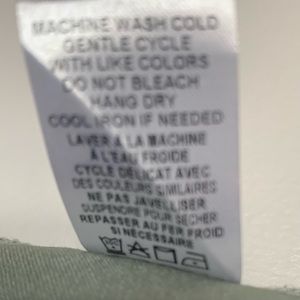 MACHINE WASH COLD
GENTLE CYCLE
WITH LIKE COLORS
DO NOT BLEACH
HANG DRY
COOL IRON IF NEEDED
LAVER A LA MACHINE
À L'EAU FROIDE
CYCLE DÉLICAT AVEC
DES COULEURS SIMILAIRES
NE PAS JAVELLISER
SUSPENDRE POUR SÉCHER
REPASSER AU FER FROID
SI NÉCESSAIRE